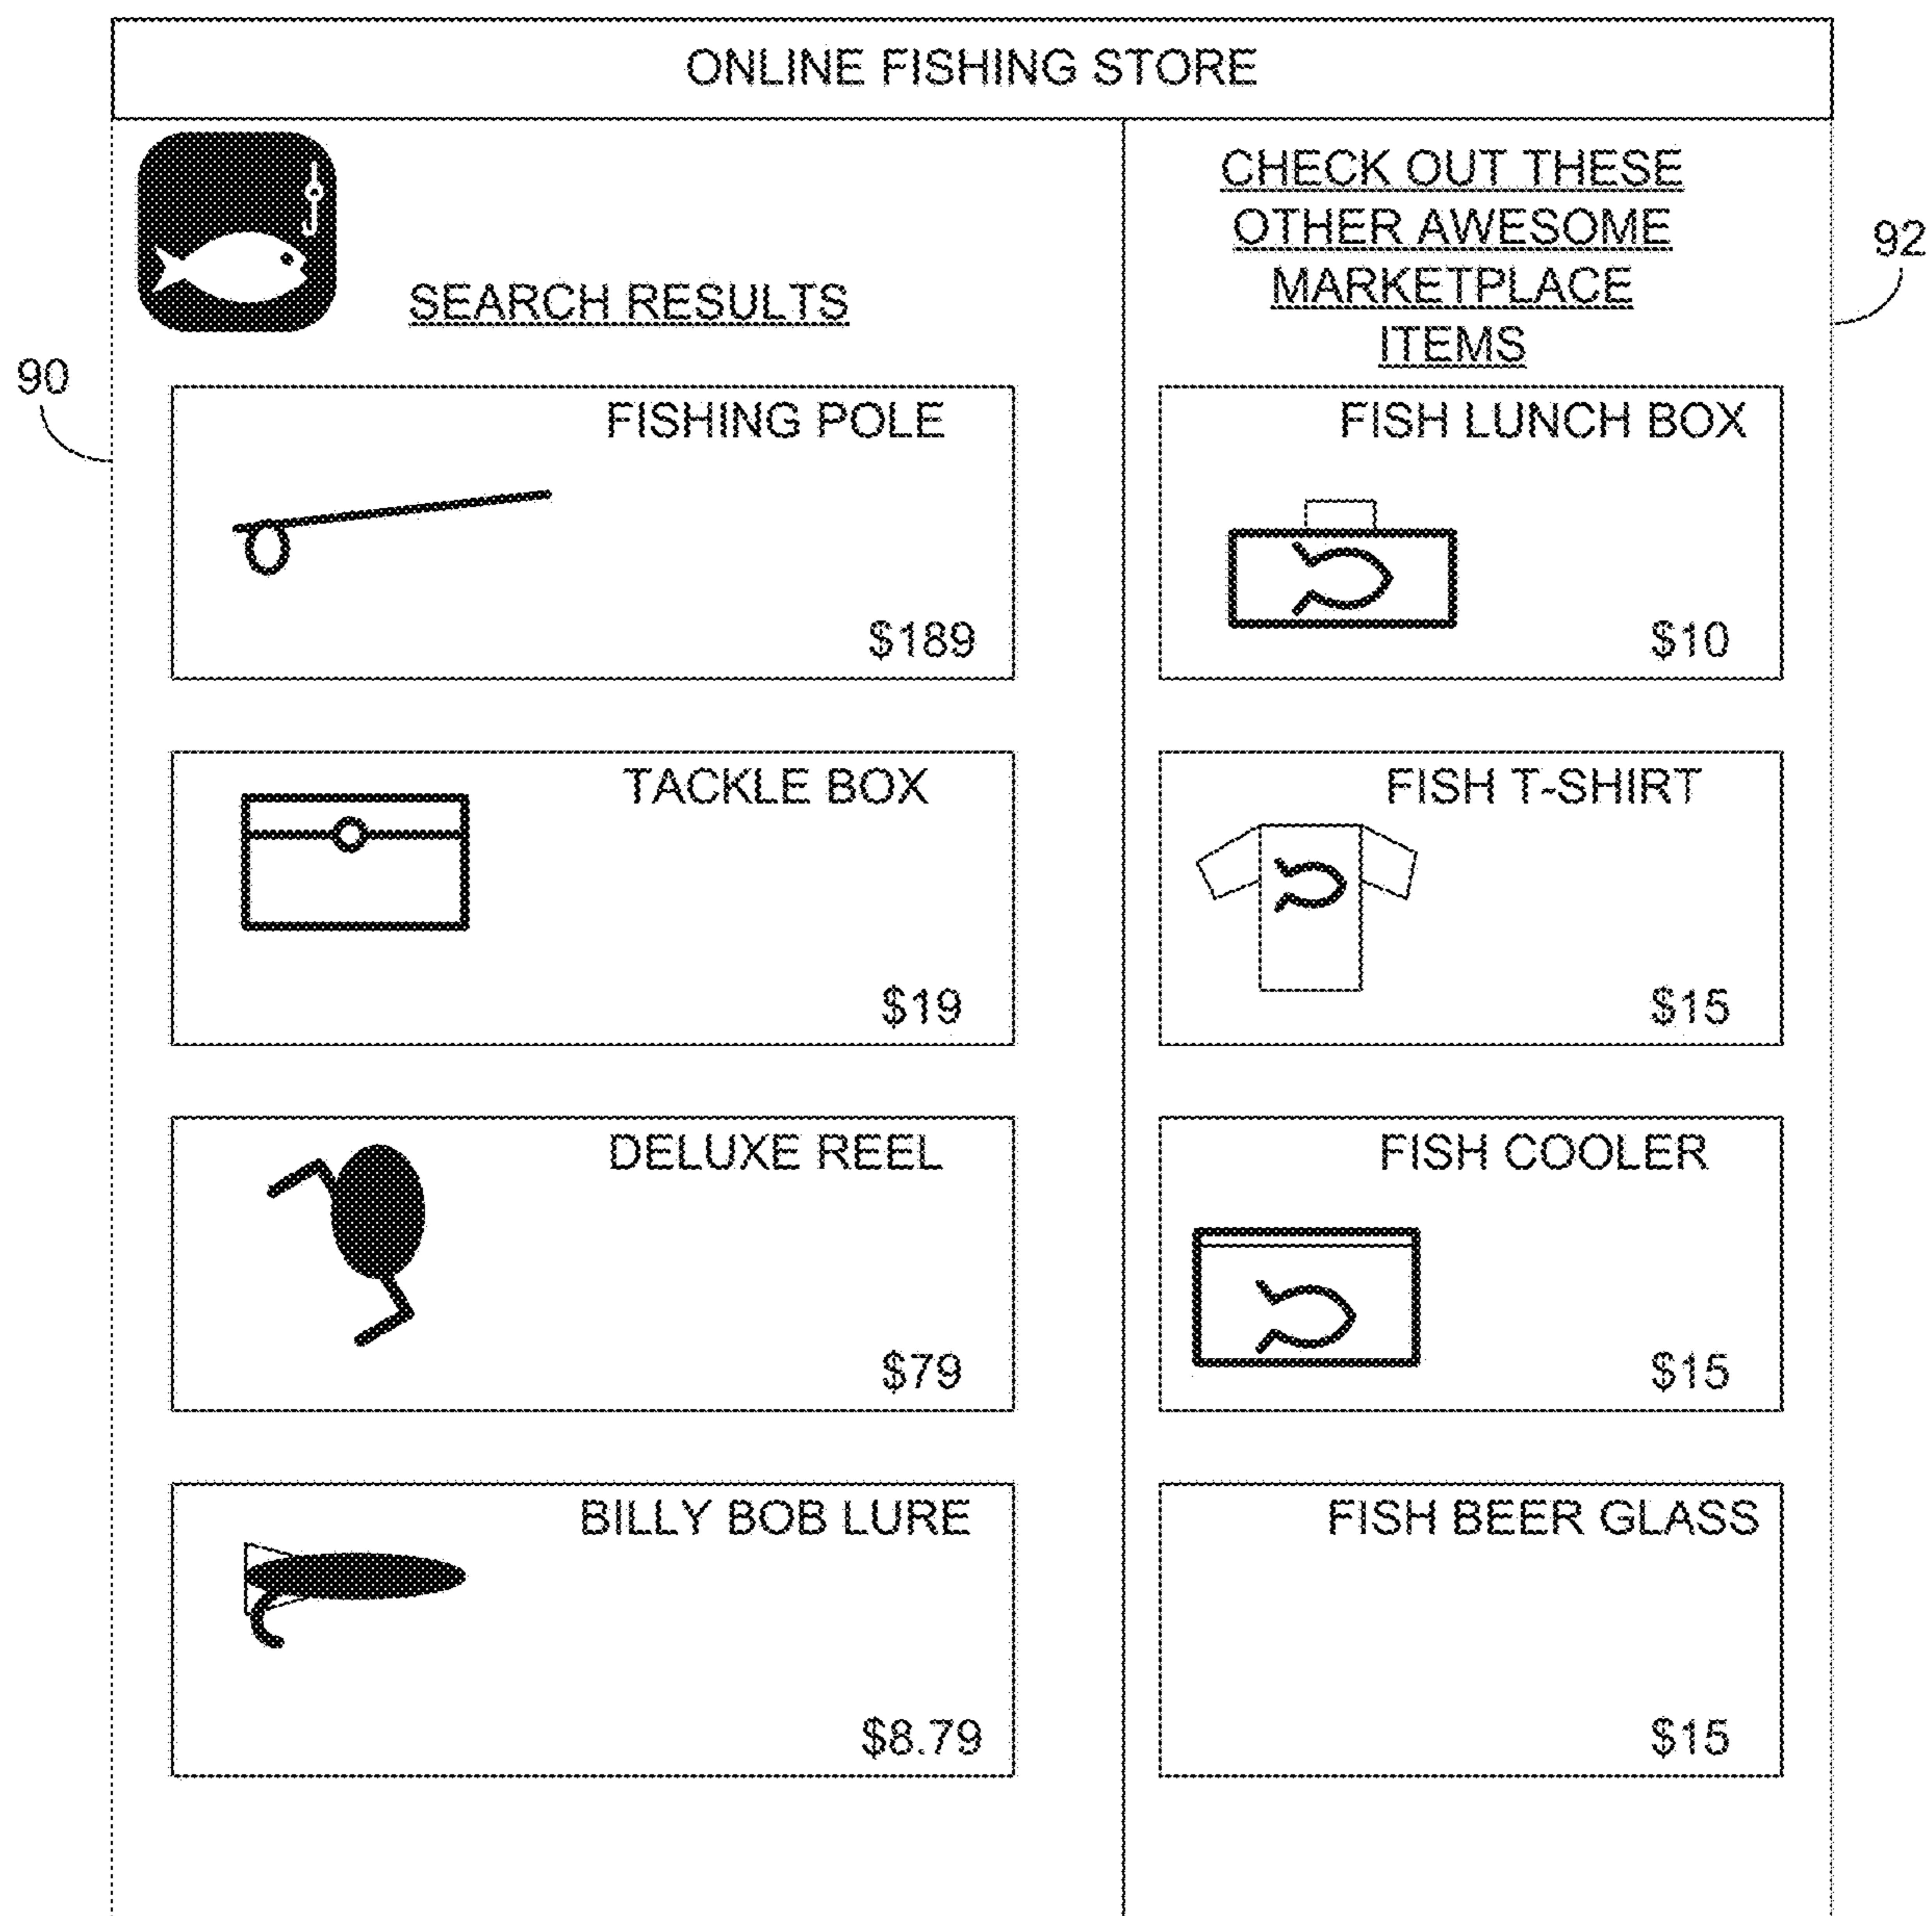 ONLINE FISHING STORE
SEARCH RESULTS
90
FISHING POLE
$189
TACKLE BOX
$19
DELUXE REEL
$79
BILLY BOB LURE
$8.79
CHECK OUT THESE
OTHER AWESOME
MARKETPLACE
ITEMS
92
FISH LUNCH BOX
$10
FISH T-SHIRT
$15
FISH COOLER
$15
FISH BEER GLASS
$15